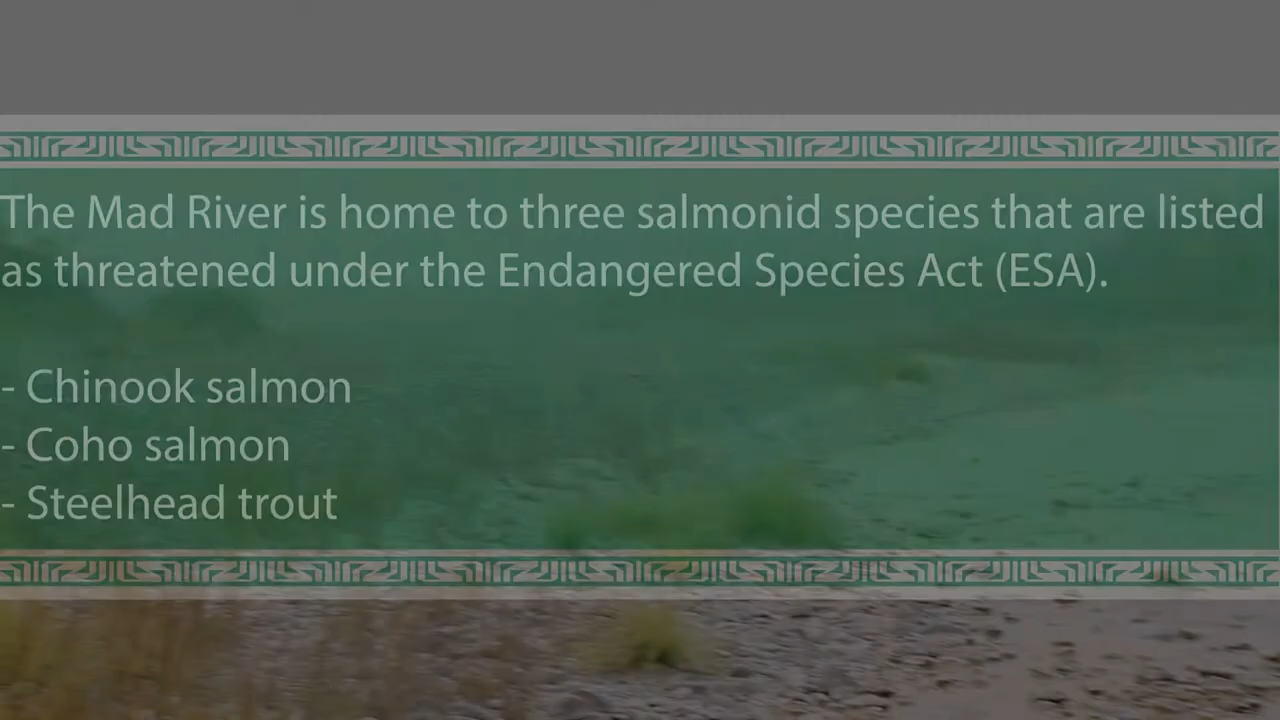 The Mad River is home to three salmonid species that are listed
as threatened under the Endangered Species Act (ESA).
- Chinook salmon
- Coho salmon
- Steelhead trout